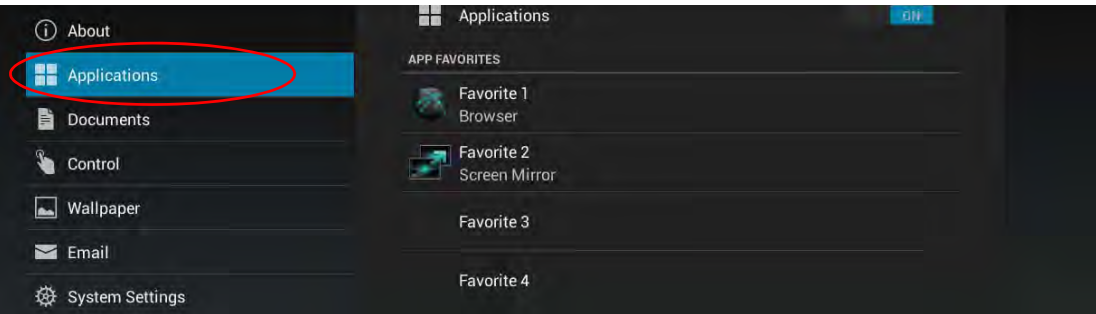 About
Applications
Documents
Control
Wallpaper
Email
System Settings
Applications
ON
APP FAVORITES
Favorite 1
Browser
Favorite 2
Screen Mirror
Favorite 3
Favorite 4